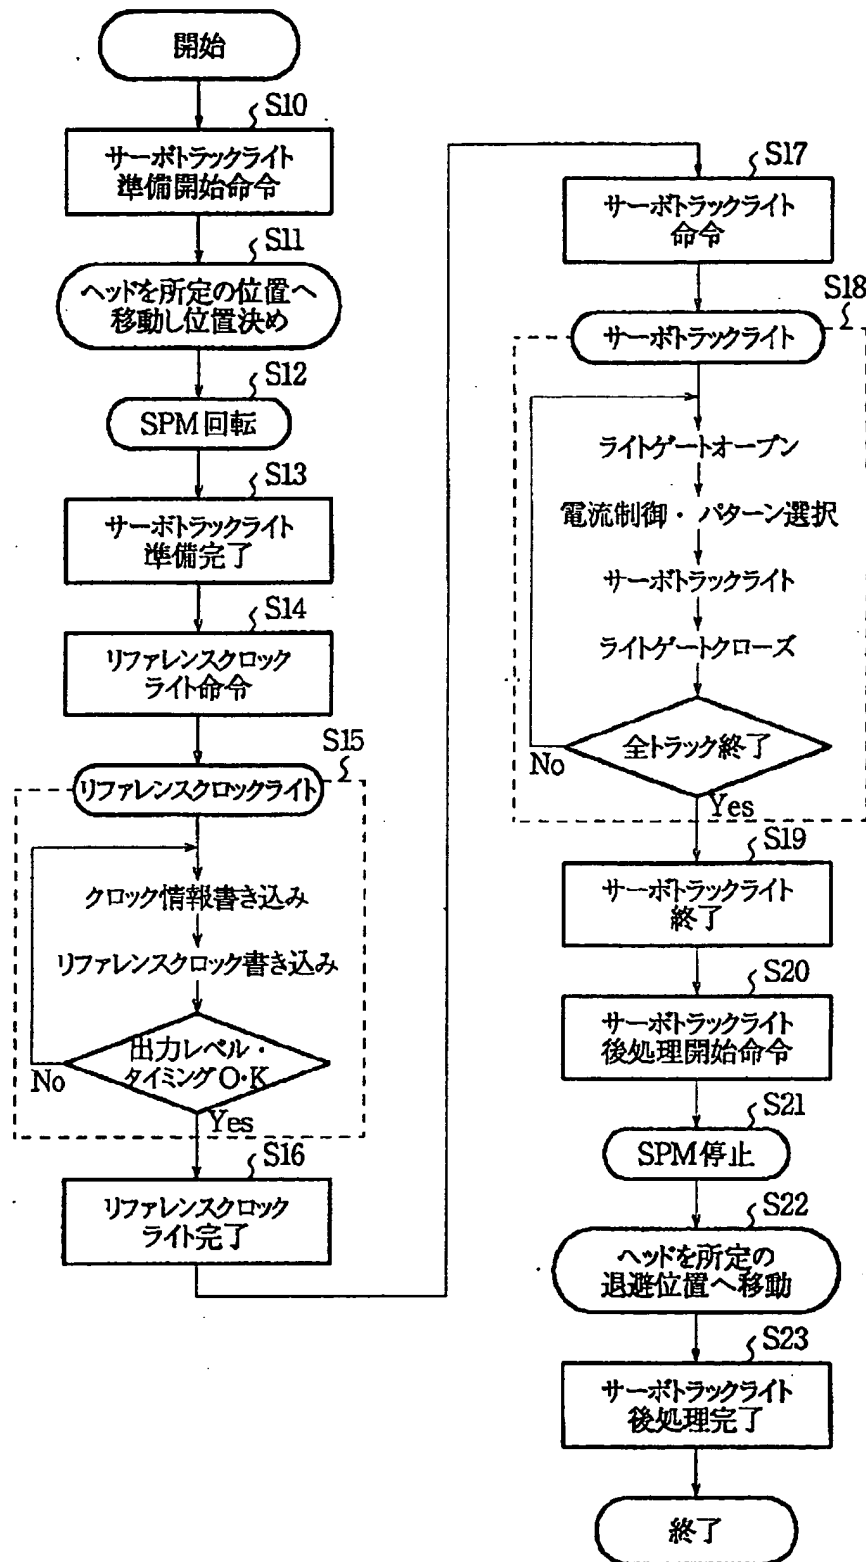 開始
S10
サーボトラックライト
準備開始命令
S11
ヘッドを所定の位置へ
移動し位置決め
S12
SPM回転
S13
サーボトラックライト
準備完了
S14
リファレンスクロック
ライト命令
S15
リファレンスクロックライト
クロック情報書き込み
リファレンスクロック書き込み
出力レベル・
タイミングO・K
No
Yes
S16
リファレンスクロック
ライト完了
S17
サーボトラックライト
命令
S18
サーボトラックライト
ライトゲートオープン
電流制御・パターン選択
サーボトラックライト
ライトゲートクローズ
全トラック終了
No
Yes
S19
サーボトラックライト
終了
S20
サーボトラックライト
後処理開始命令
S21
SPM停止
S22
ヘッドを所定の
退避位置へ移動
S23
サーボトラックライト
後処理完了
終了